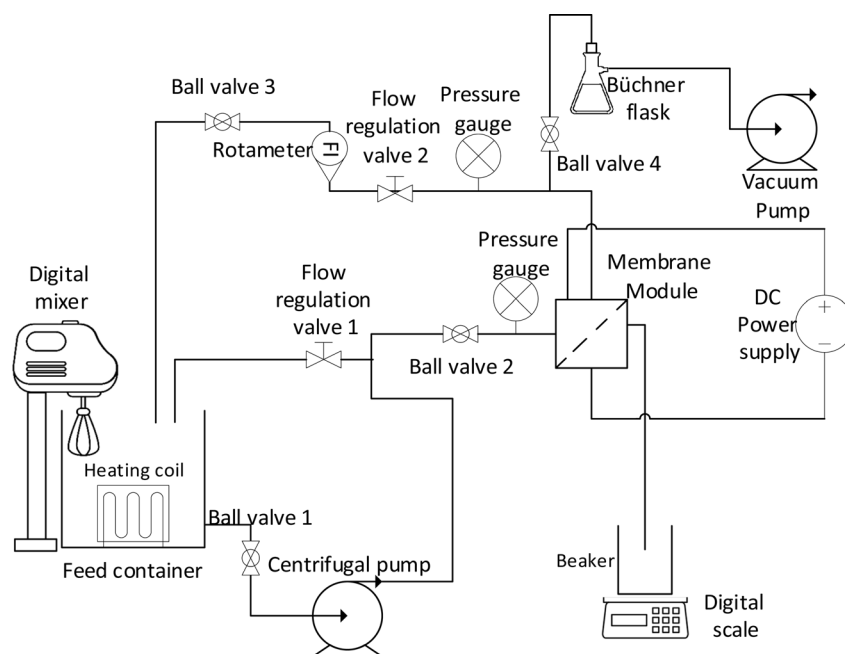 Ball valve 3
Flow
regulation
valve 2
Pressure
gauge
Büchner
flask
Rotameter
FI
Ball valve 4
Vacuum
Pump
Digital
mixer
Flow
regulation
valve 1
Pressure
gauge
Membrane
Module
DC
Power
supply
+
−
Ball valve 2
Heating coil
Ball valve 1
Feed container
Centrifugal pump
Beaker
Digital
scale